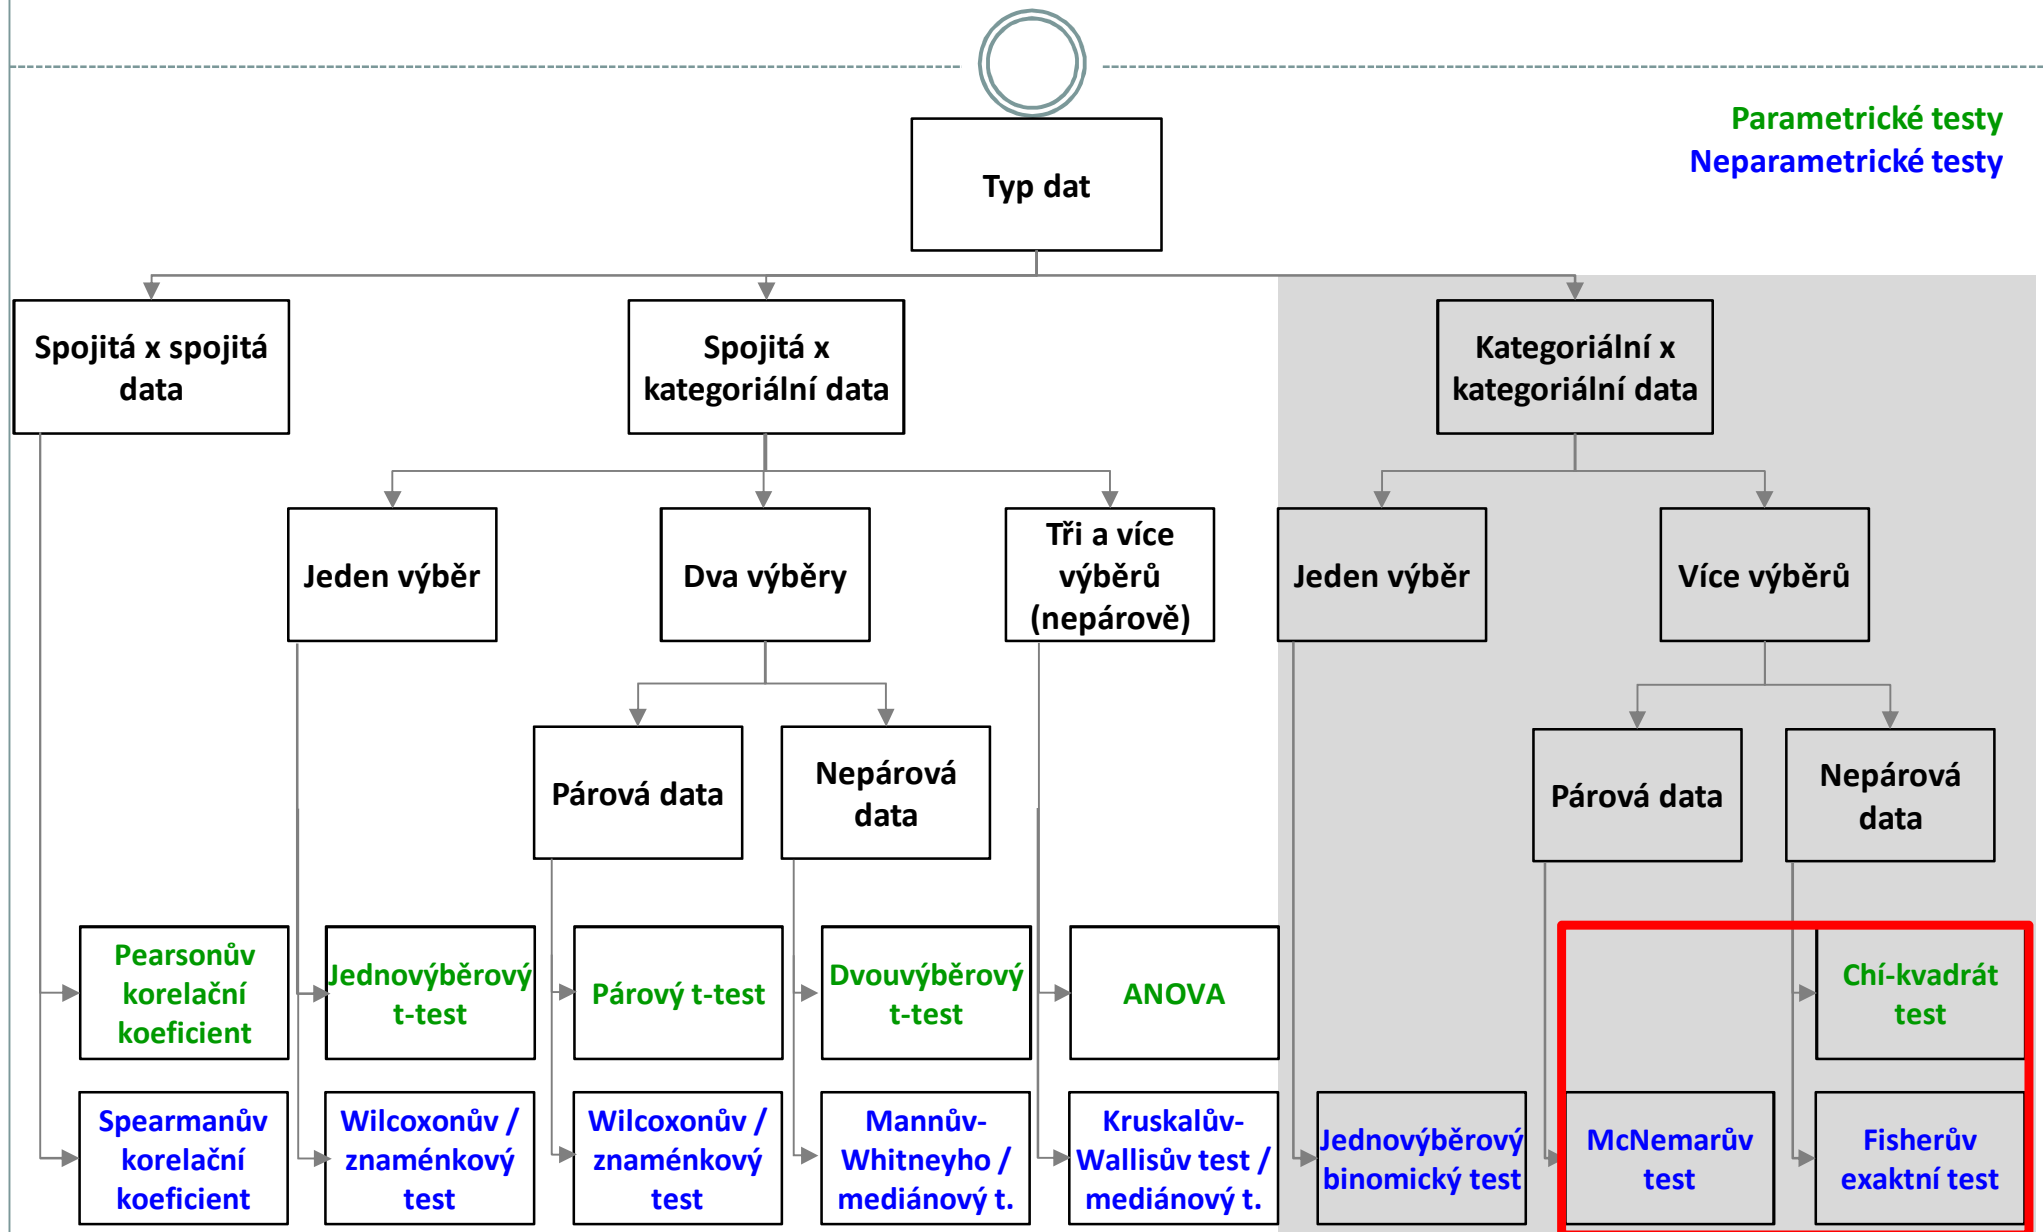 Parametrické testy
Neparametrické testy
Typ dat
Spojitá x spojitá
data
Spojitá x
kategoriální data
Kategoriální x
kategoriální data
Jeden výběr
Dva výběry
Tři a více
výběrů
(nepárově)
Jeden výběr
Více výběrů
Párová data
Nepárová
data
Párová data
Nepárová
data
Pearsonův
korelační
koeficient
Jednovýběrový
t-test
Párový t-test
Dvouvýběrový
t-test
ANOVA
Chí-kvadrát
test
Spearmanův
korelační
koeficient
Wilcoxonův /
znaménkový
test
Wilcoxonův /
znaménkový
test
Mannův-
Whitneyho /
mediánový t.
Kruskalův-
Wallisův test /
mediánový t.
Jednovýběrový
binomický test
McNemarův
test
Fisherův
exaktní test